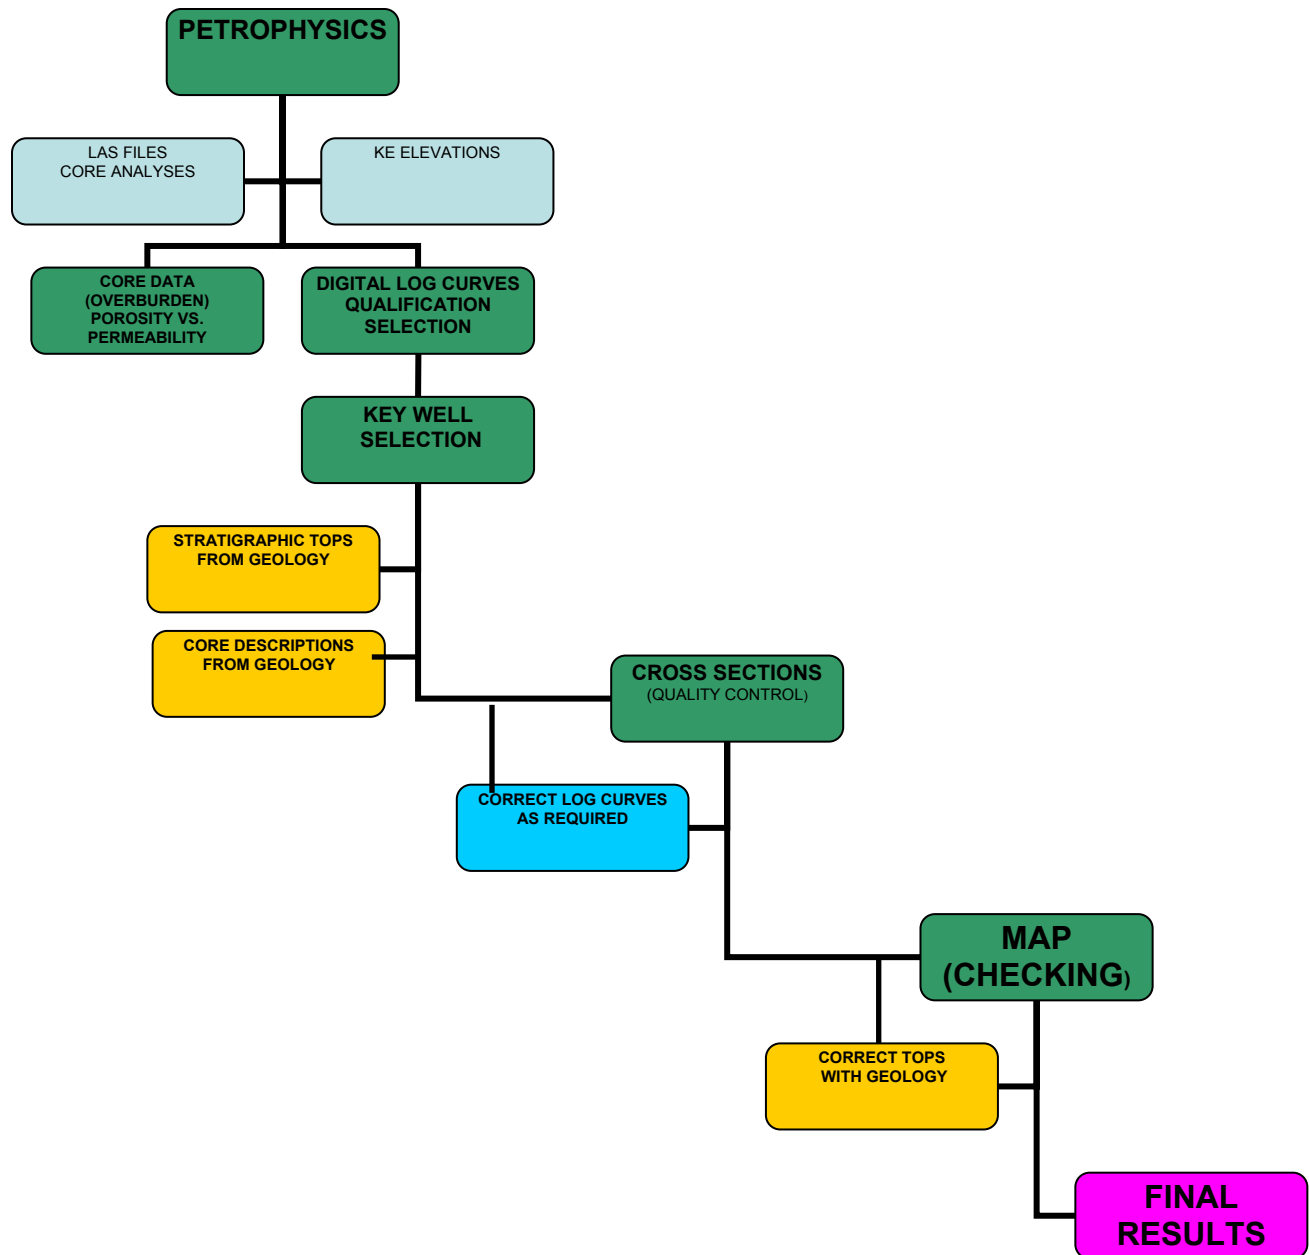 PETROPHYSICS
LAS FILES
CORE ANALYSES
KE ELEVATIONS
CORE DATA
(OVERBURDEN)
POROSITY VS.
PERMEABILITY
DIGITAL LOG CURVES
QUALIFICATION
SELECTION
KEY WELL
SELECTION
STRATIGRAPHIC TOPS
FROM GEOLOGY
CORE DESCRIPTIONS
FROM GEOLOGY
CROSS SECTIONS
(QUALITY CONTROL)
CORRECT LOG CURVES
AS REQUIRED
MAP
(CHECKING)
CORRECT TOPS
WITH GEOLOGY
FINAL
RESULTS